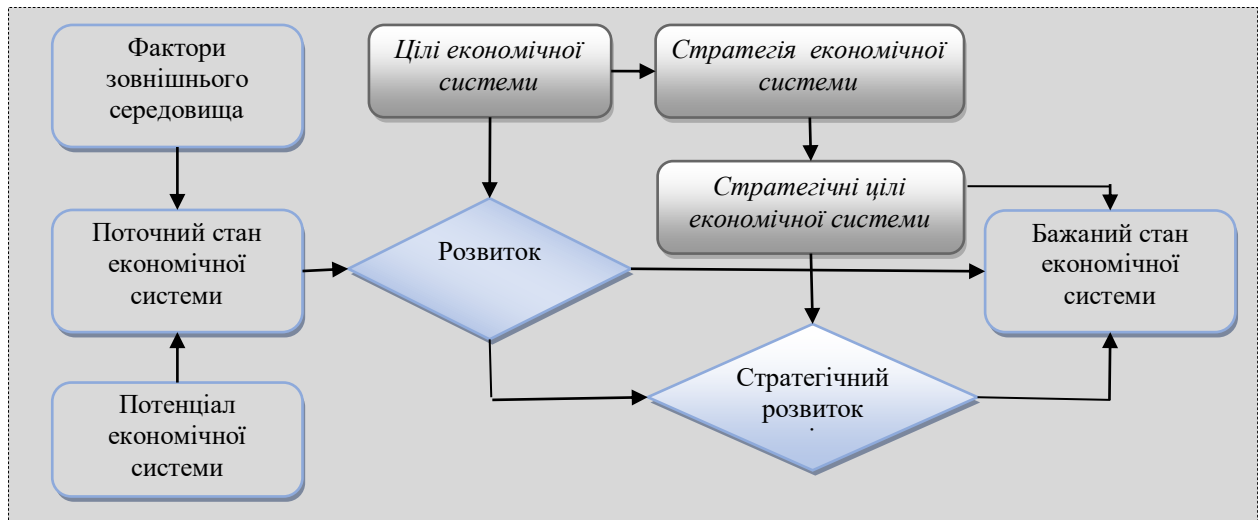 Фактори
зовнішнього
середовища
Цілі економічної
системи
Стратегія економічної
системи
Стратегічні цілі
економічної системи
Поточний стан
економічної
системи
Розвиток
Бажаний стан
економічної
системи
Потенціал
економічної
системи
Стратегічний
розвиток
.